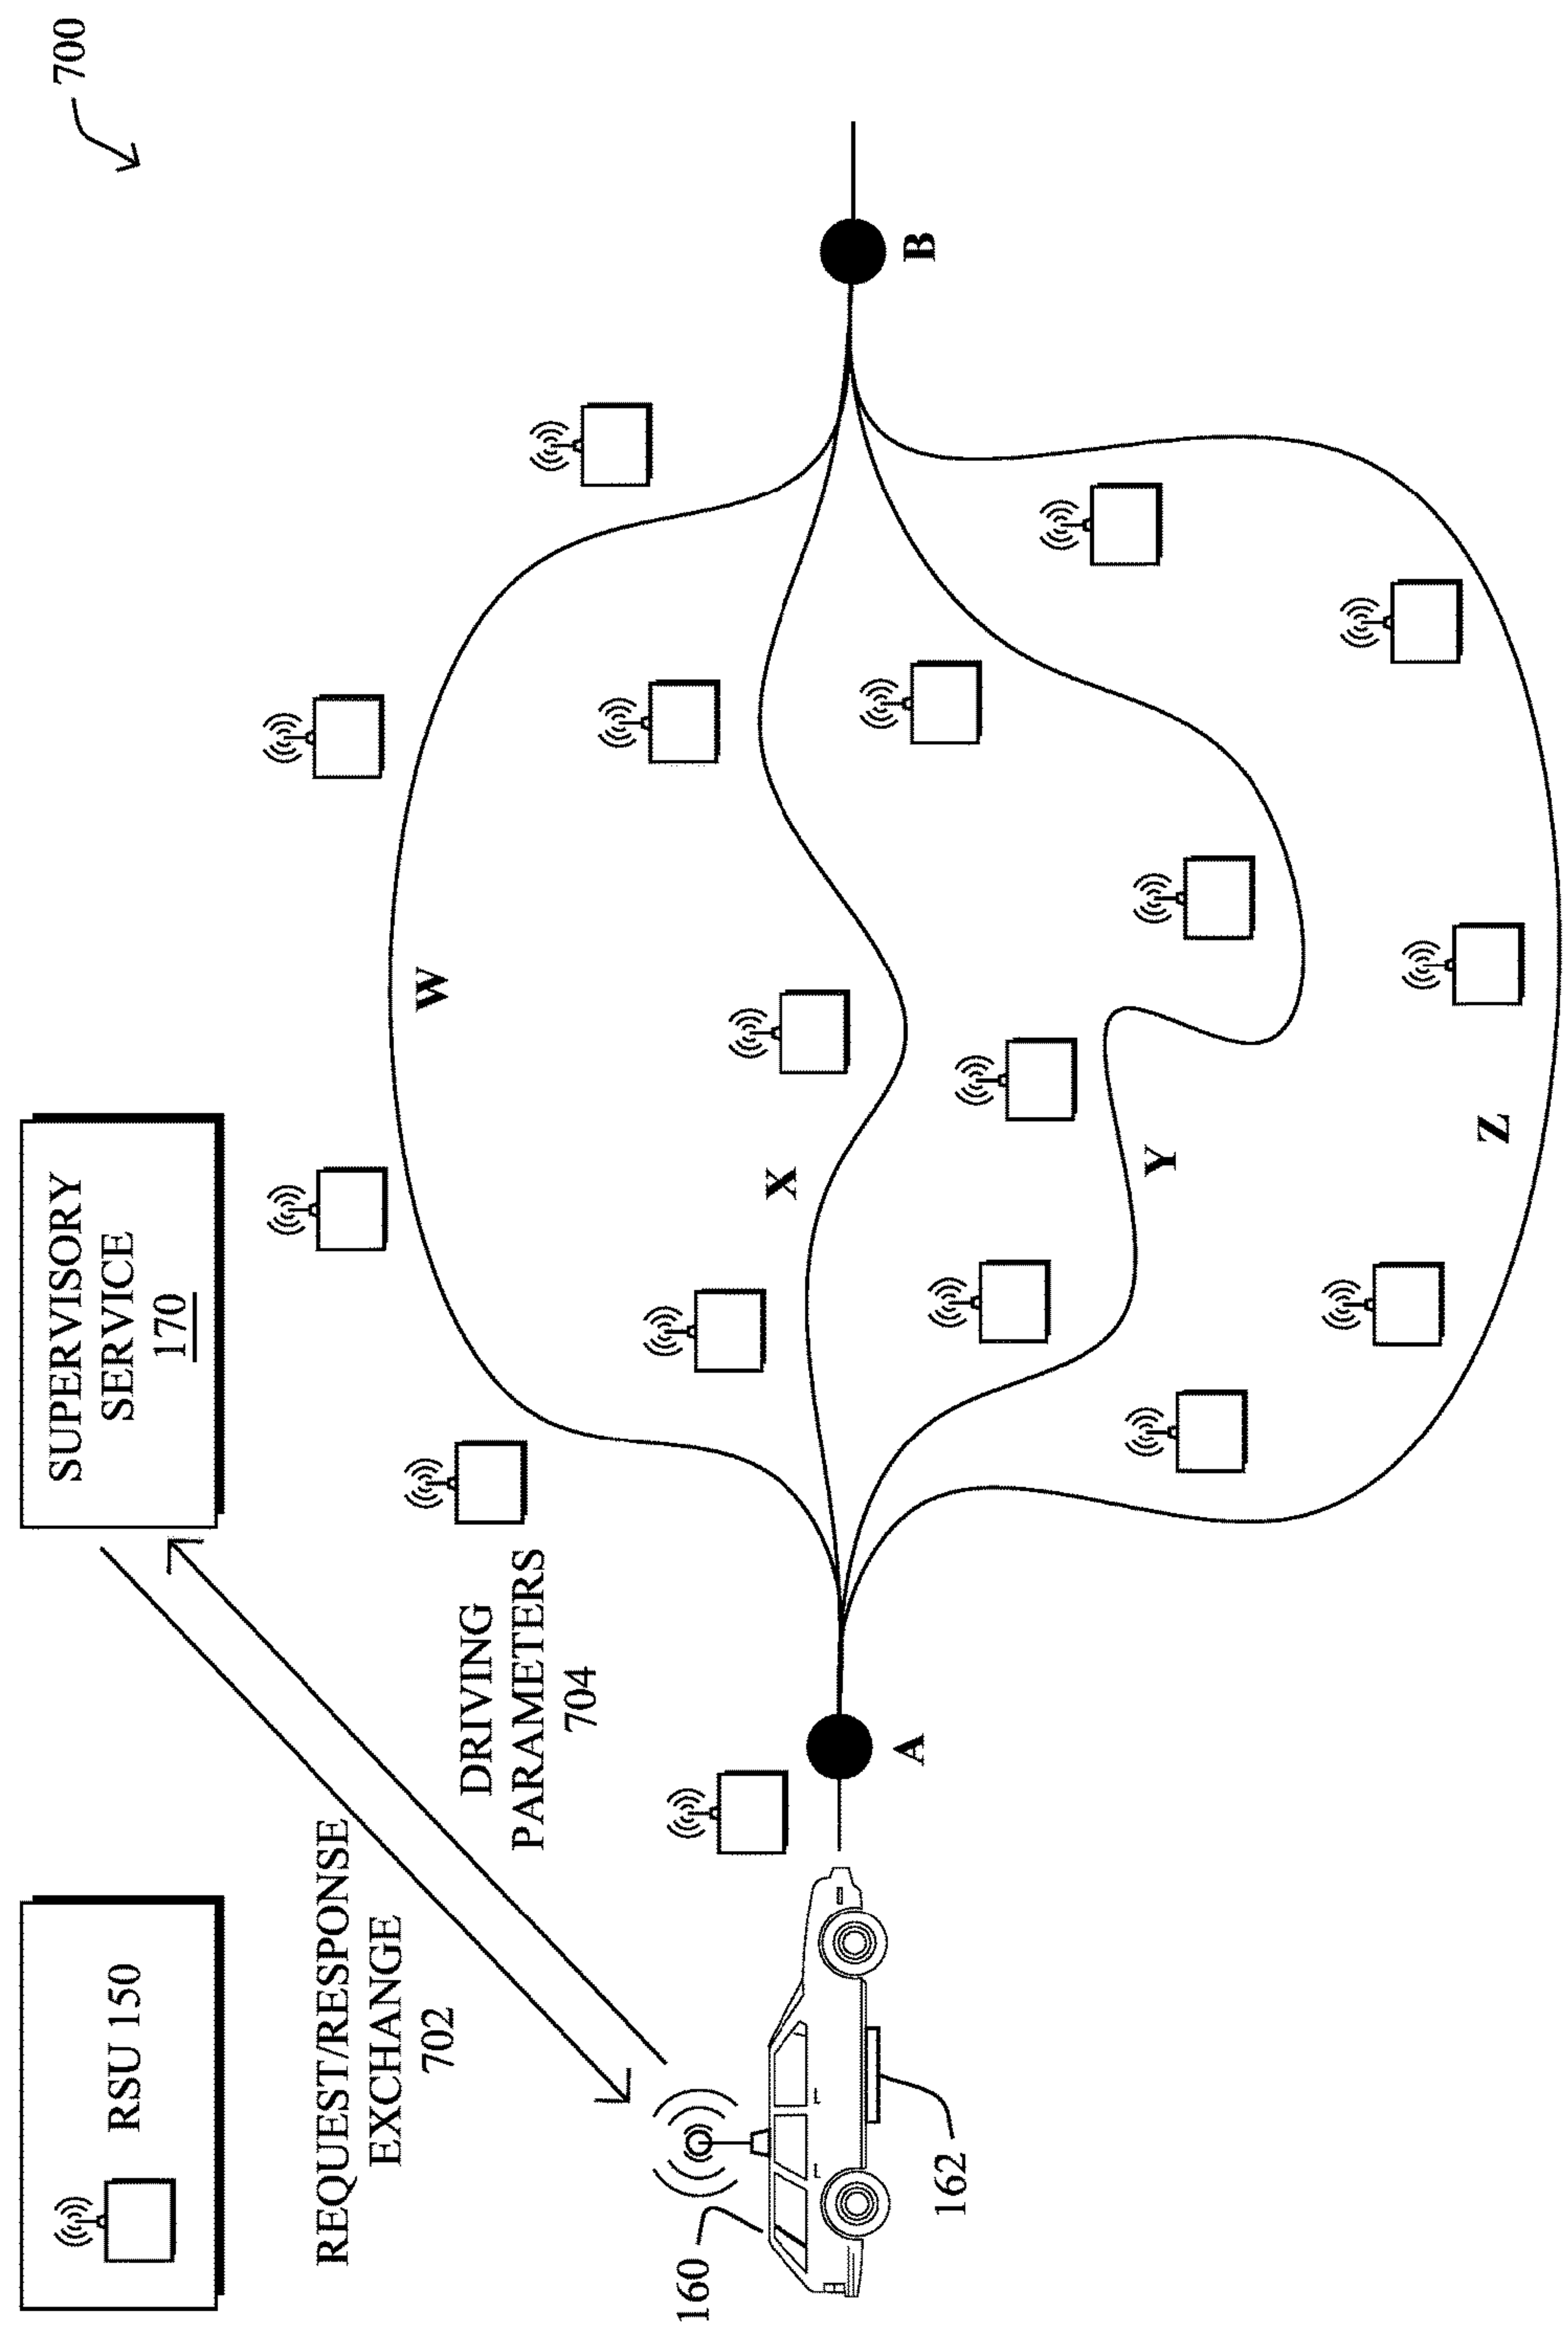 700
RSU 150
SUPERVISORY
SERVICE
170
REQUEST/RESPONSE
EXCHANGE
702
DRIVING
PARAMETERS
704
W
X
Y
Z
A
B
160
162